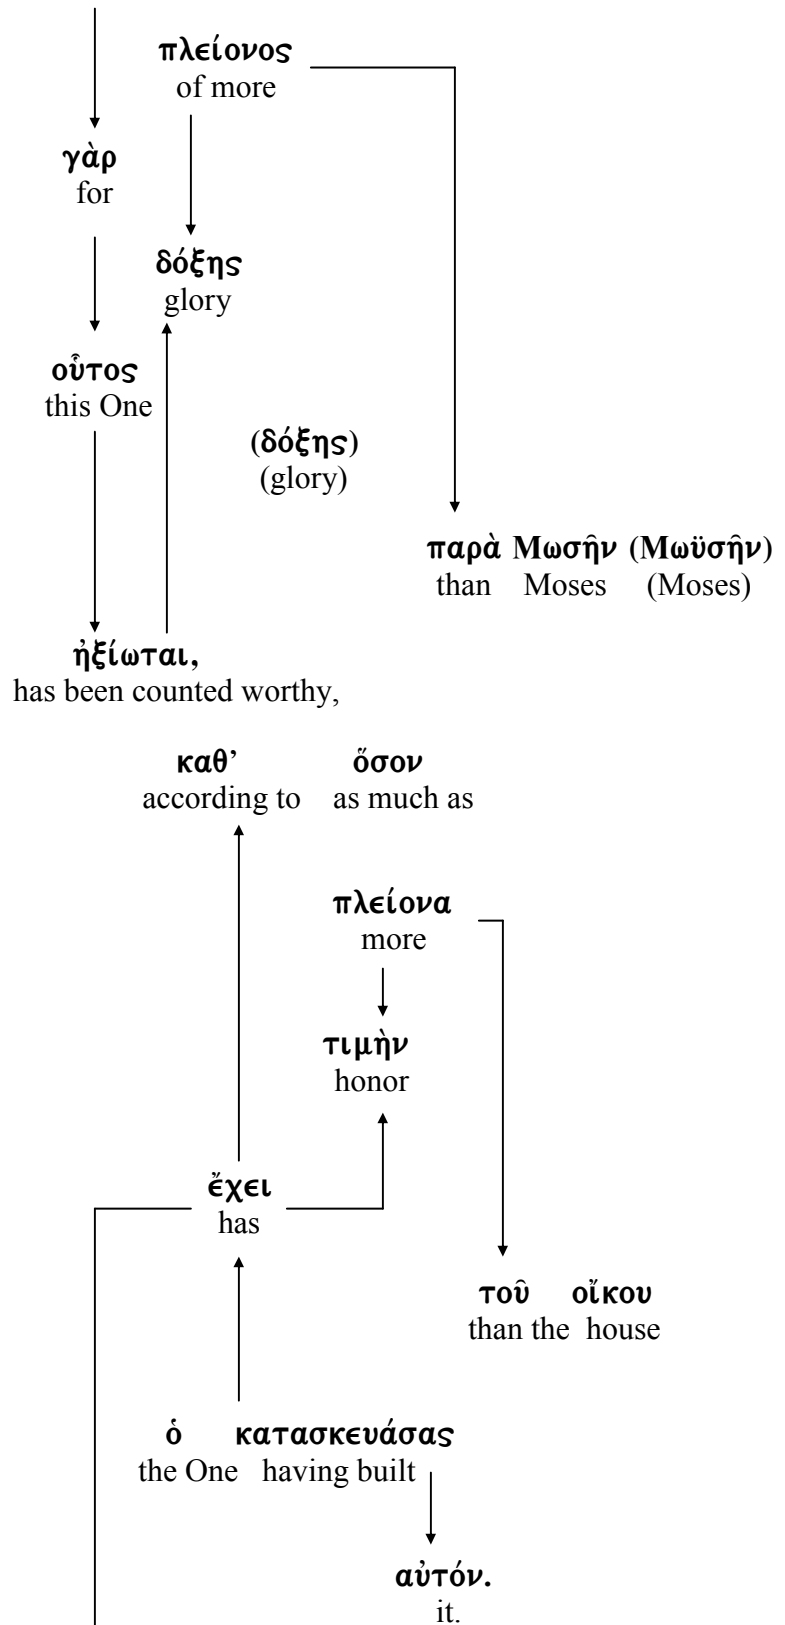 πλείονος
of more
γὰρ
for
δόξης
glory
οὗτος
this One
(δόξης)
(glory)
παρὰ Μωσῆν (Μωϋσῆν)
than Moses (Moses)
ἠξίωται,
has been counted worthy,
καθ’ ὅσον
according to as much as
πλείονα
more
τιμὴν
honor
ἔχει
has
τοῦ οἴκου
than the house
ὁ κατασκευάσας
the One having built
αὐτόν.
it.